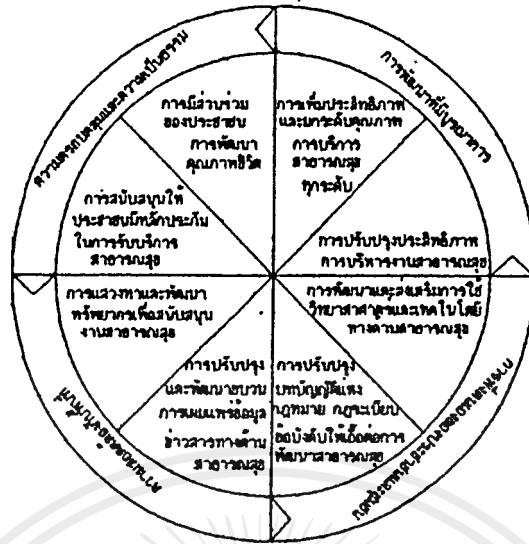 ความครอบคลุมและความเป็นธรรม
การพัฒนาที่มีบูรณาการ
การมีส่วนร่วม
ของประชาชน
การพัฒนา
คุณภาพชีวิต
การเพิ่มประสิทธิภาพ
และยกระดับคุณภาพ
การบริการ
สาธารณสุข
ทุกระดับ
การปรับปรุงประสิทธิภาพ
การบริหารงานสาธารณสุข
การพัฒนาและส่งเสริมการใช้
วิทยาศาสตร์และเทคโนโลยี
ทางด้านสาธารณสุข
การปรับปรุง
บทบัญญัติแห่ง
กฎหมาย กฎระเบียบ
ข้อบังคับให้เอื้อต่อการ
พัฒนาสาธารณสุข
การปรับปรุง
และพัฒนาขบวน
การเผยแพร่ข้อมูล
ข่าวสารทางด้าน
สาธารณสุข
การแสวงหาและพัฒนา
ทรัพยากรเพื่อสนับสนุน
งานสาธารณสุข
การสนับสนุนให้
ประชาชนมีหลักประกัน
ในการรับบริการ
สาธารณสุข